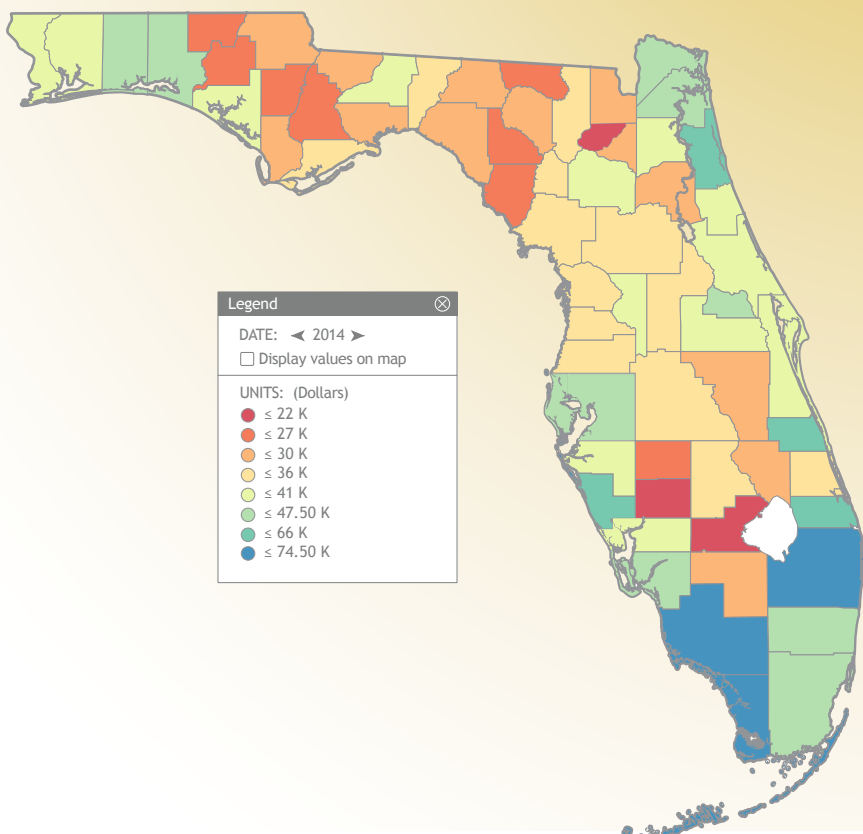 Legend
DATE: 2014
Display values on map
UNITS: (Dollars)
≤ 22 K
≤ 27 K
≤ 30 K
≤ 36 K
≤ 41 K
≤ 47.50 K
≤ 66 K
≤ 74.50 K